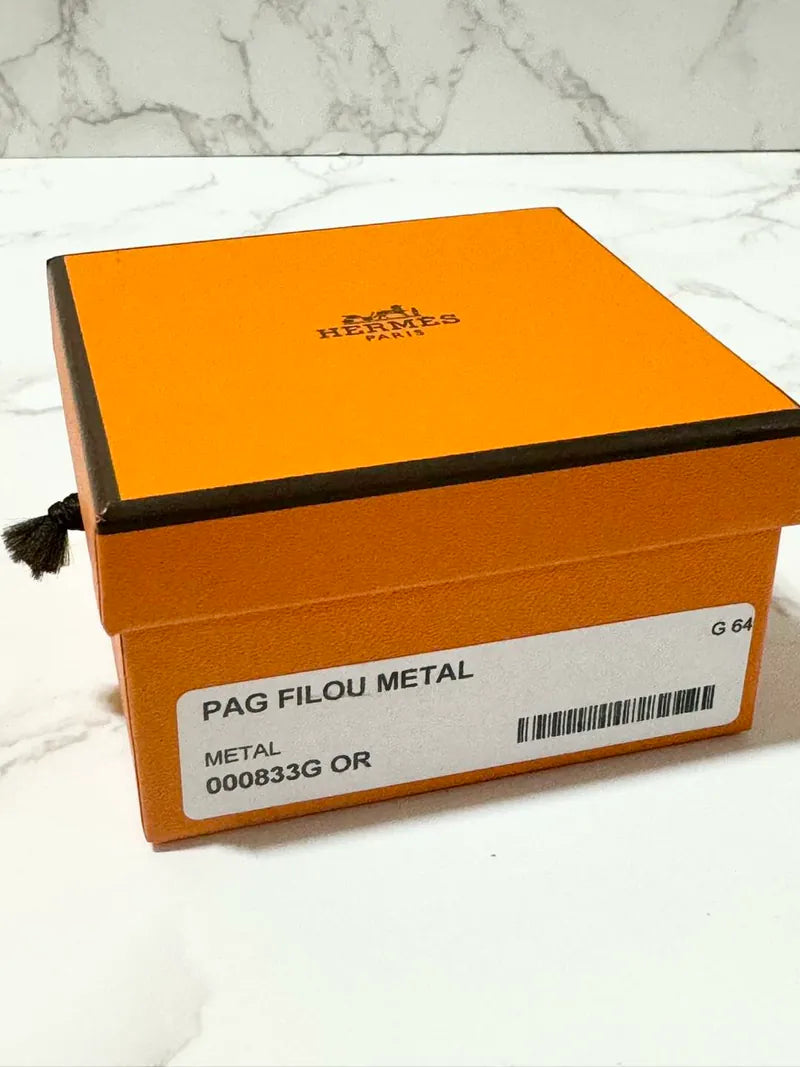 HERMES
PARIS
G 64
PAG FILOU METAL
METAL
000833G OR